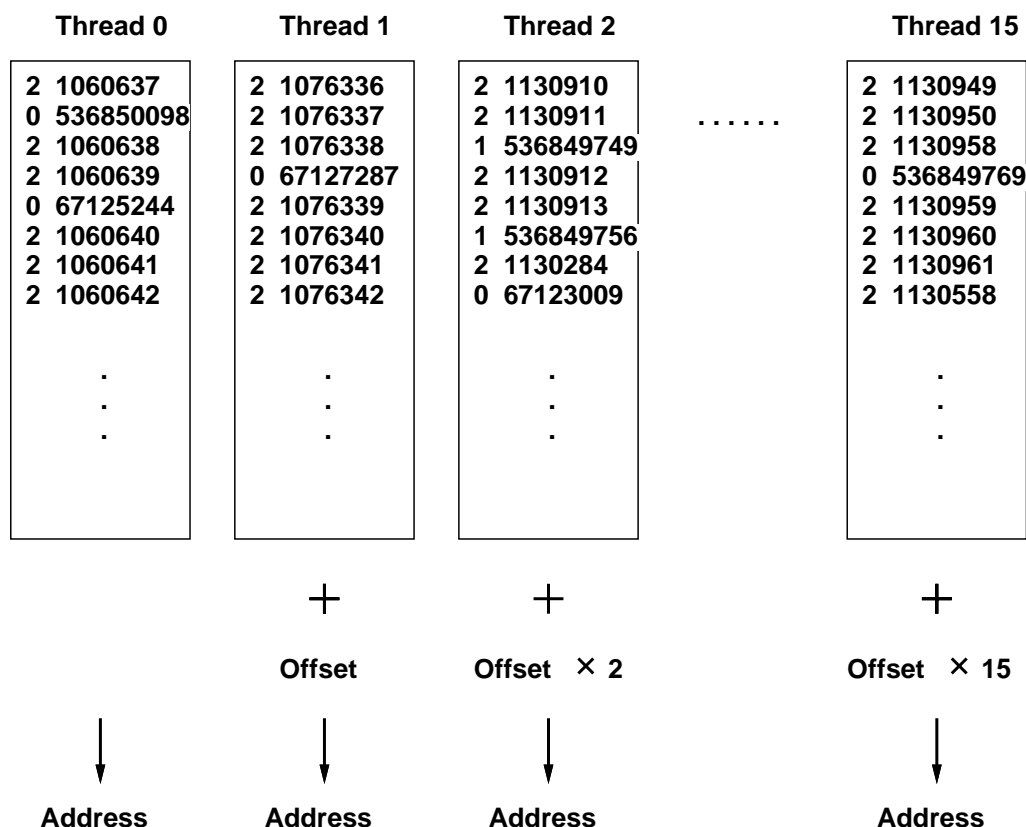 Thread 0 Thread 1 Thread 2 Thread 15
2 1060637 2 1076336 2 1130910 2 1130949
0 536850098 2 1076337 2 1130911 . . . . . . 2 1130950
2 1060638 2 1076338 1 536849749 2 1130958
2 1060639 0 67127287 2 1130912 0 536849769
0 67125244 2 1076339 2 1130913 2 1130959
2 1060640 2 1076340 1 536849756 2 1130960
2 1060641 2 1076341 2 1130284 2 1130961
2 1060642 2 1076342 0 67123009 2 1130558
. . . .
. . . .
. . . .
+ + +
Offset Offset × 2 Offset × 15
Address Address Address Address